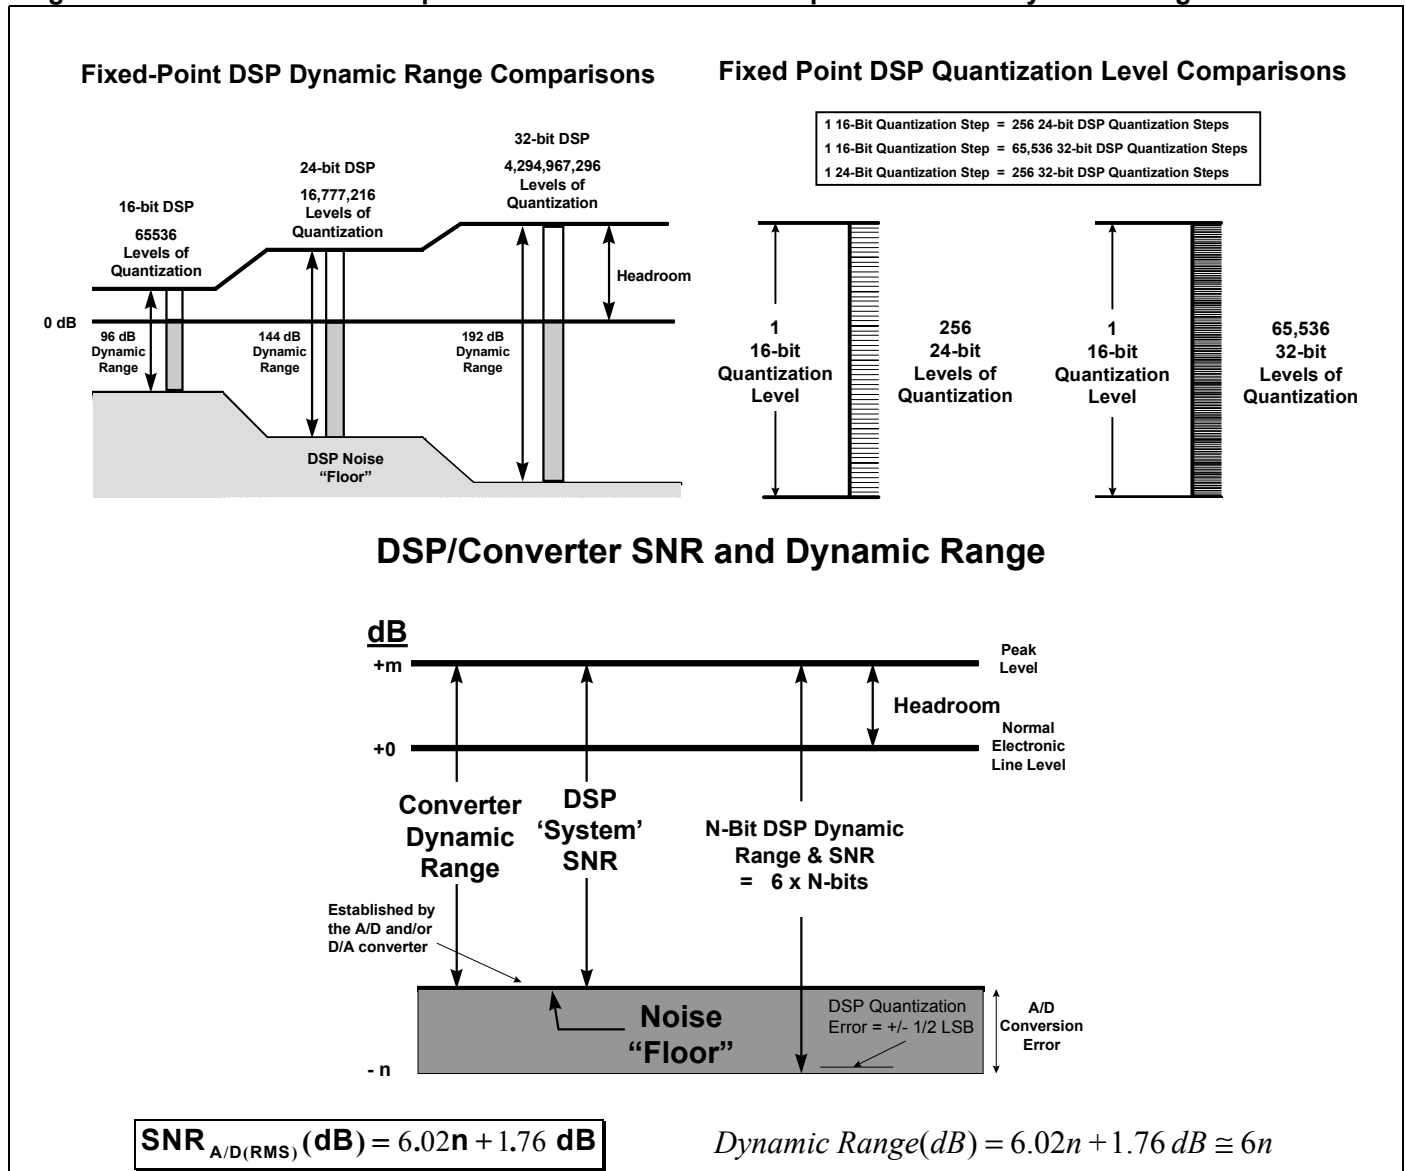 Fixed-Point DSP Dynamic Range Comparisons
16-bit DSP
65536
Levels of
Quantization
24-bit DSP
16,777,216
Levels of
Quantization
32-bit DSP
4,294,967,296
Levels of
Quantization
Headroom
0 dB
96 dB
Dynamic
Range
144 dB
Dynamic
Range
192 dB
Dynamic
Range
DSP Noise
“Floor”
Fixed Point DSP Quantization Level Comparisons
1 16-Bit Quantization Step = 256 24-bit DSP Quantization Steps
1 16-Bit Quantization Step = 65,536 32-bit DSP Quantization Steps
1 24-Bit Quantization Step = 256 32-bit DSP Quantization Steps
1
16-bit
Quantization
Level
256
24-bit
Levels of
Quantization
1
16-bit
Quantization
Level
65,536
32-bit
Levels of
Quantization
DSP/Converter SNR and Dynamic Range
dB
+m
Peak
Level
Headroom
+0
Normal
Electronic
Line Level
Converter
Dynamic
Range
DSP
‘System’
SNR
N-Bit DSP Dynamic
Range & SNR
= 6 x N-bits
Established by
the A/D and/or
D/A converter
Noise
“Floor”
DSP Quantization
Error = +/- 1/2 LSB
A/D
Conversion
Error
- n
SNR A/D(RMS) (dB) = 6.02n + 1.76 dB
Dynamic Range(dB) = 6.02n + 1.76 dB ≅ 6n